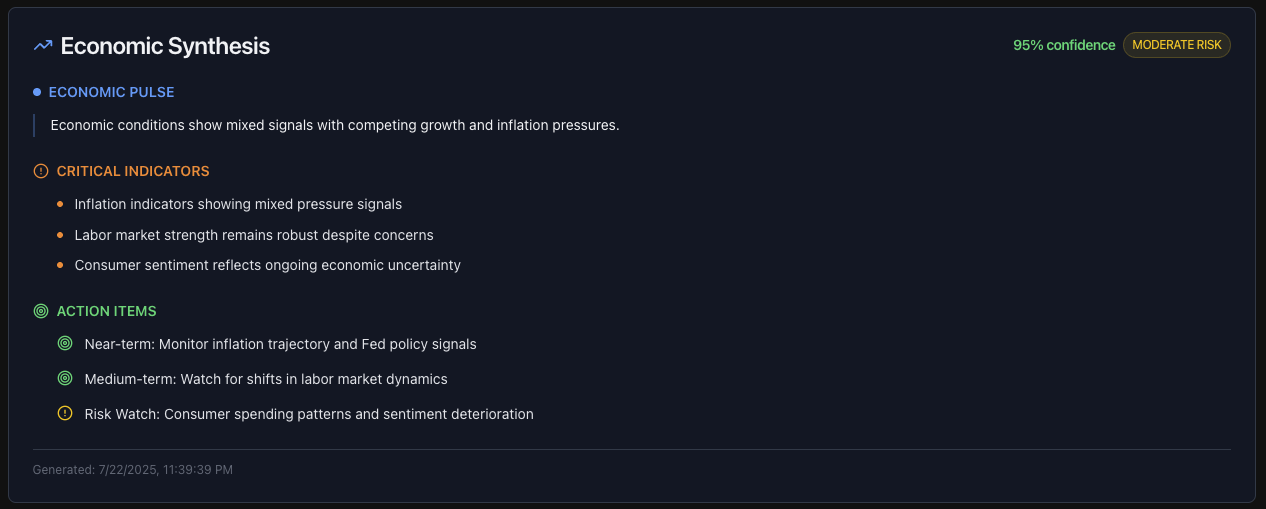 Economic Synthesis
95% confidence MODERATE RISK
ECONOMIC PULSE
Economic conditions show mixed signals with competing growth and inflation pressures.
CRITICAL INDICATORS
Inflation indicators showing mixed pressure signals
Labor market strength remains robust despite concerns
Consumer sentiment reflects ongoing economic uncertainty
ACTION ITEMS
Near-term: Monitor inflation trajectory and Fed policy signals
Medium-term: Watch for shifts in labor market dynamics
Risk Watch: Consumer spending patterns and sentiment deterioration
Generated: 7/22/2025, 11:39:39 PM